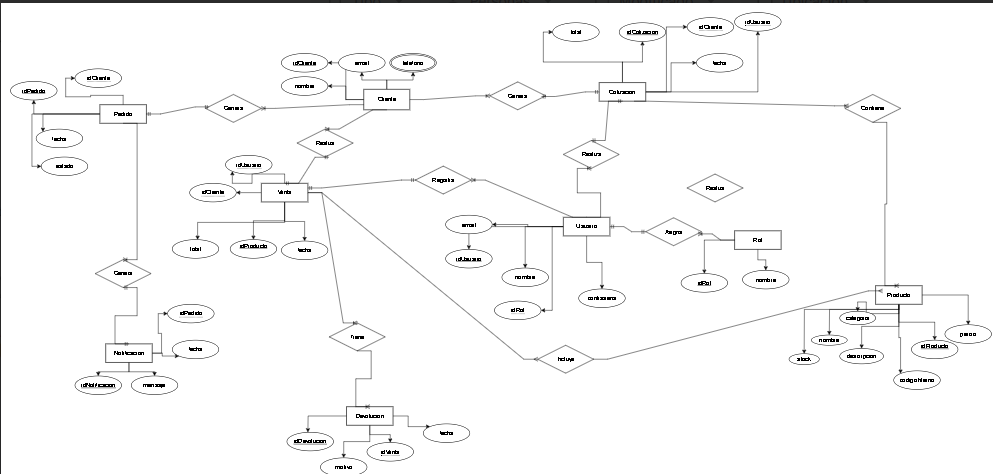 total
idCotizacion
idCliente
idUsuario
fecha
idCliente
email
telefono
nombre
Cliente
Genera
Cotizacion
Contiene
idCliente
idPedido
Pedido
fecha
estado
Genera
Realiza
Realiza
Realiza
idUsuario
idCliente
Venta
Registra
total
idProducto
fecha
email
idUsuario
nombre
idRol
Usuario
contrasena
Asigna
Rol
idRol
nombre
Genera
idPedido
fecha
Notificacion
idNotificacion
mensaje
Tiene
Incluye
Producto
categoria
nombre
stock
descripcion
idProducto
precio
codigoInterno
Devolucion
idDevolucion
motivo
idVenta
fecha